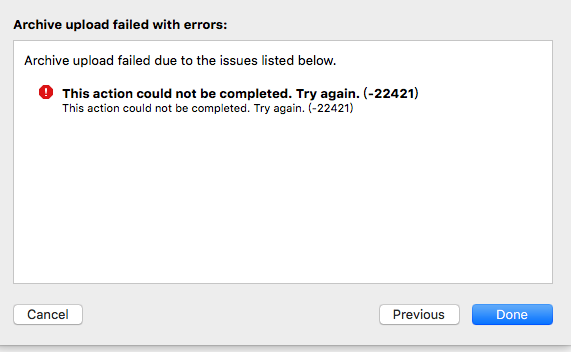 Archive upload failed with errors:
Archive upload failed due to the issues listed below.
This action could not be completed. Try again. (-22421)
This action could not be completed. Try again. (-22421)
Cancel
Previous
Done